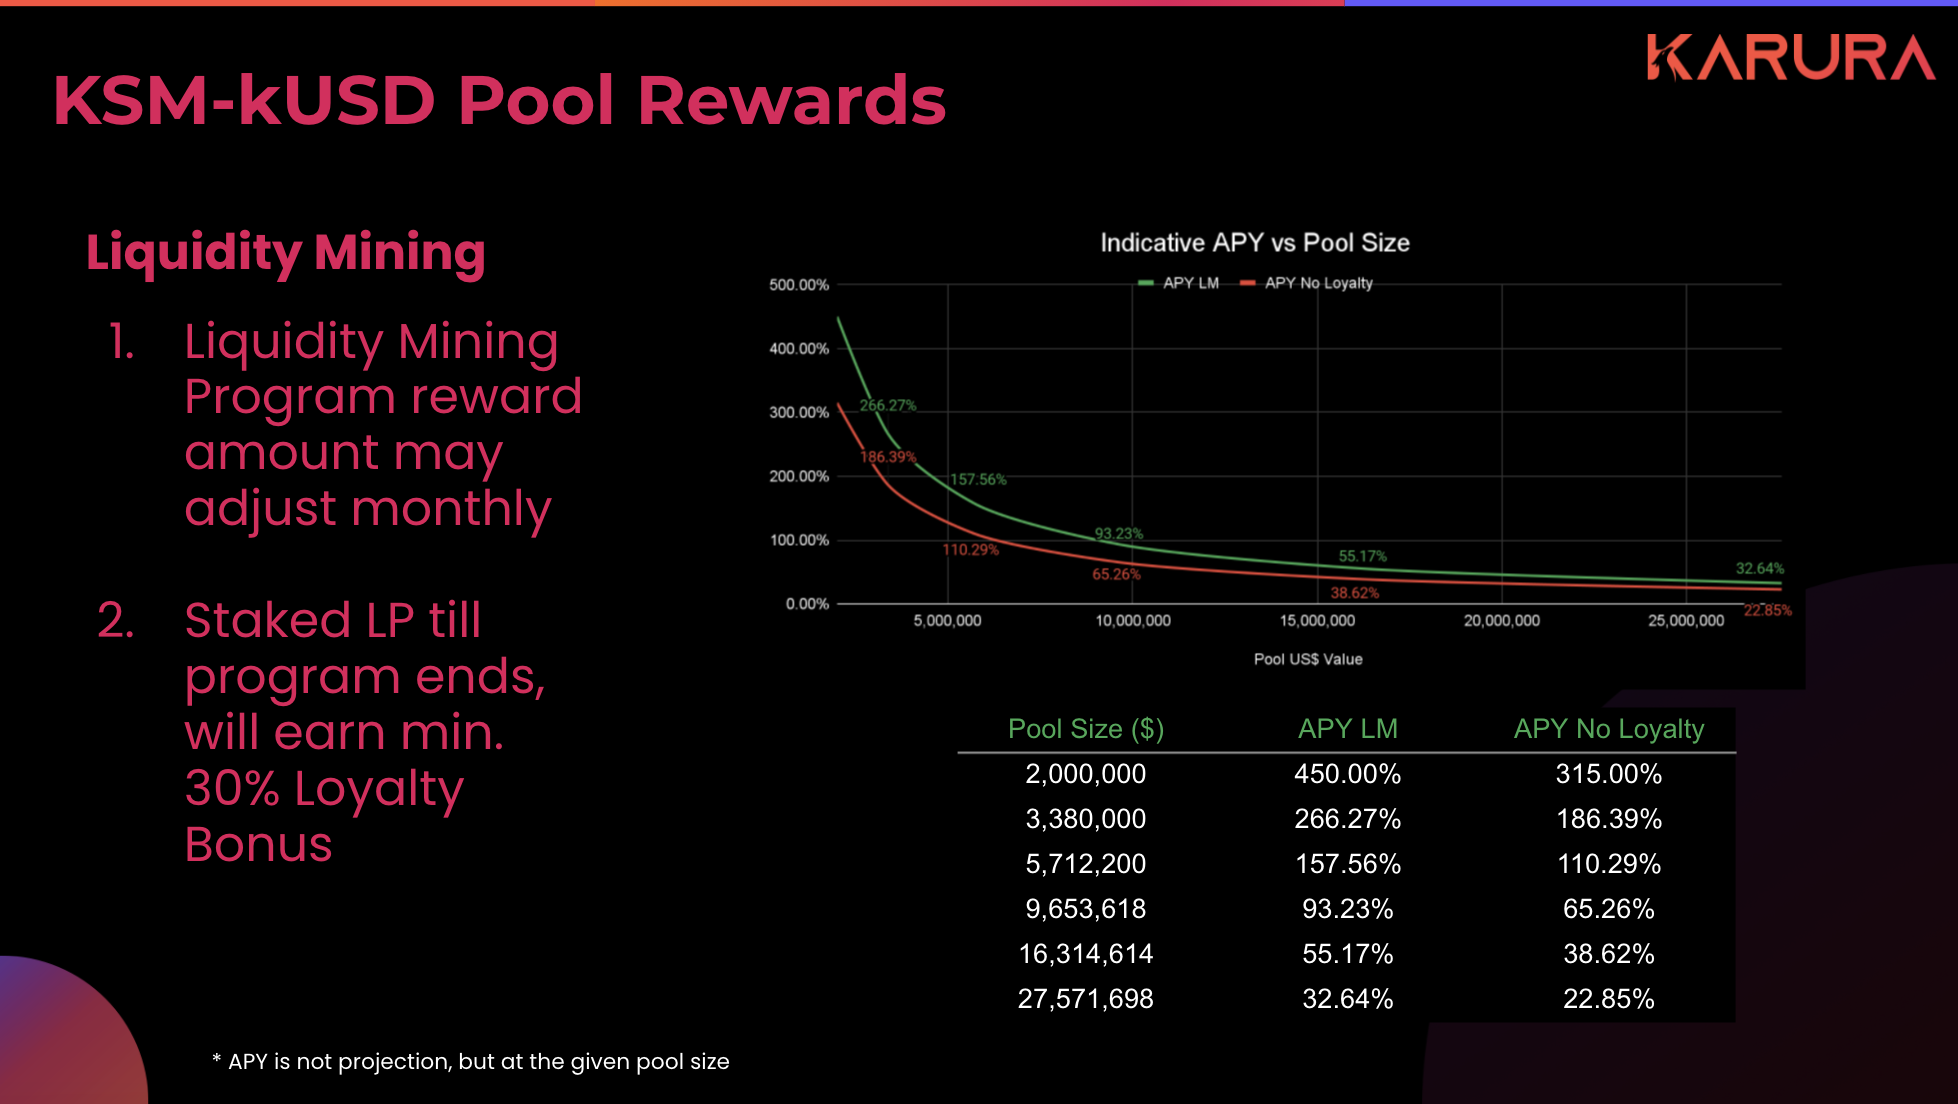 KARURA
KSM-kUSD Pool Rewards
Liquidity Mining
1. Liquidity Mining
Program reward
amount may
adjust monthly
2. Staked LP till
program ends,
will earn min.
30% Loyalty
Bonus
Indicative APY vs Pool Size
APY LM APY No Loyalty
500.00%
400.00%
300.00%
200.00%
100.00%
0.00%
266.27%
186.39%
157.56%
110.29%
93.23%
65.26%
55.17%
38.62%
32.64%
22.85%
5,000,000 10,000,000 15,000,000 20,000,000 25,000,000
Pool US$ Value
Pool Size ($) APY LM APY No Loyalty
2,000,000 450.00% 315.00%
3,380,000 266.27% 186.39%
5,712,200 157.56% 110.29%
9,653,618 93.23% 65.26%
16,314,614 55.17% 38.62%
27,571,698 32.64% 22.85%
* APY is not projection, but at the given pool size